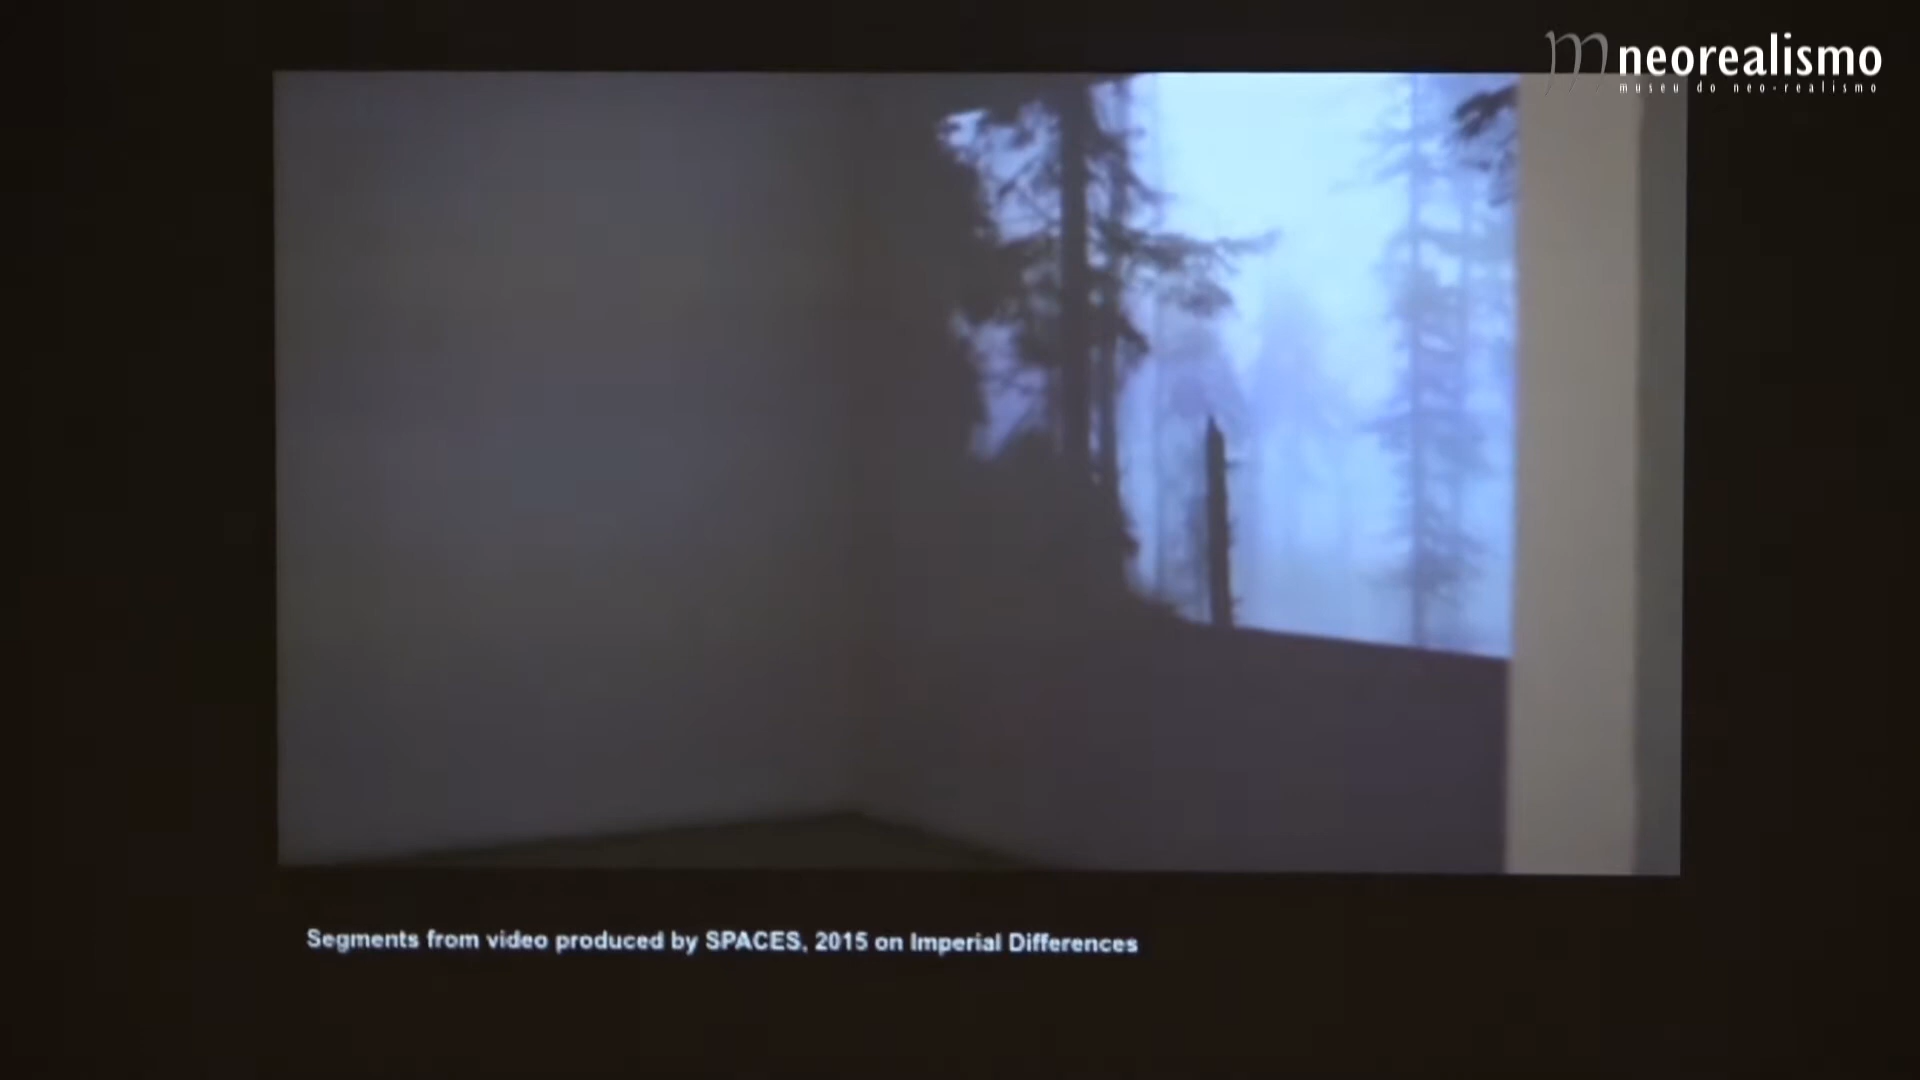 neorealismo
museu do neo-realismo
Segments from video produced by SPACES, 2015 on Imperial Differences